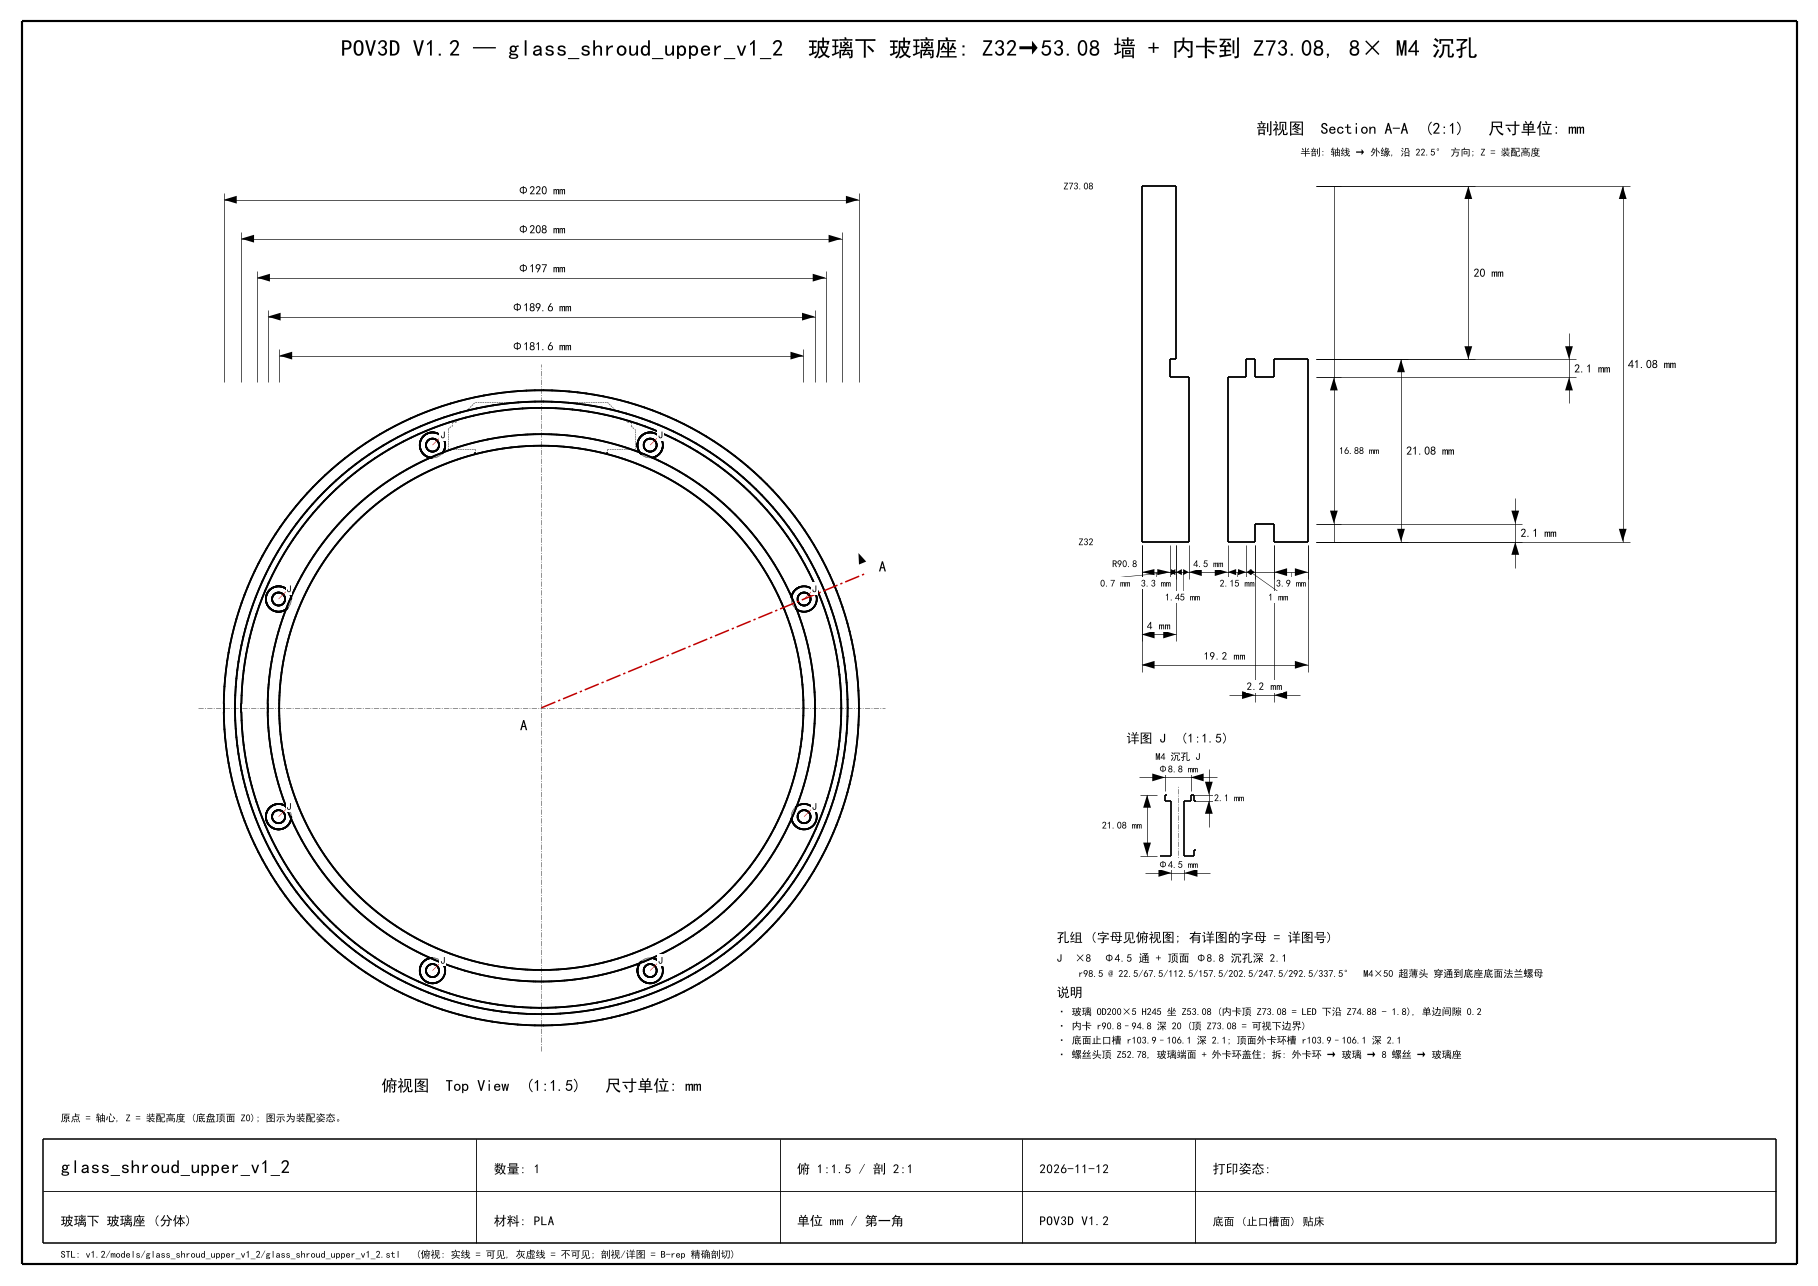 POV3D V1.2 — glass_shroud_upper_v1_2  玻璃下 玻璃座: Z32→53.08 墙 + 内卡到 Z73.08, 8× M4 沉孔
剖视图 Section A-A (2:1) 尺寸单位: mm
半剖: 轴线 → 外缘, 沿 22.5° 方向; Z = 装配高度
Φ220 mm
Φ208 mm
Φ197 mm
Φ189.6 mm
Φ181.6 mm
J
J
J
J
J
J
J
J
A
A
Z73.08
20 mm
41.08 mm
2.1 mm
16.88 mm
21.08 mm
2.1 mm
Z32
R90.8
4.5 mm
0.7 mm
3.3 mm
2.15 mm
3.9 mm
1.45 mm
1 mm
4 mm
19.2 mm
2.2 mm
详图 J (1:1.5)
M4 沉孔 J
Φ8.8 mm
2.1 mm
21.08 mm
Φ4.5 mm
孔组 (字母见俯视图; 有详图的字母 = 详图号)
J ×8 Φ4.5 通 + 顶面 Φ8.8 沉孔深 2.1
r98.5 @ 22.5/67.5/112.5/157.5/202.5/247.5/292.5/337.5° M4×50 超薄头 穿通到底座底面法兰螺母
说明
· 玻璃 OD200×5 H245 坐 Z53.08 (内卡顶 Z73.08 = LED 下沿 Z74.88 - 1.8), 单边间隙 0.2
· 内卡 r90.8–94.8 深 20 (顶 Z73.08 = 可视下边界)
· 底面止口槽 r103.9–106.1 深 2.1; 顶面外卡环槽 r103.9–106.1 深 2.1
· 螺丝头顶 Z52.78, 玻璃端面 + 外卡环盖住; 拆: 外卡环 → 玻璃 → 8 螺丝 → 玻璃座
俯视图 Top View (1:1.5) 尺寸单位: mm
原点 = 轴心, Z = 装配高度 (底盘顶面 Z0); 图示为装配姿态。
glass_shroud_upper_v1_2
数量: 1
俯 1:1.5 / 剖 2:1
2026-11-12
打印姿态:
玻璃下 玻璃座 (分体)
材料: PLA
单位 mm / 第一角
POV3D V1.2
底面 (止口槽面) 贴床
STL: v1.2/models/glass_shroud_upper_v1_2/glass_shroud_upper_v1_2.stl (俯视: 实线 = 可见, 灰虚线 = 不可见; 剖视/详图 = B-rep 精确剖切)